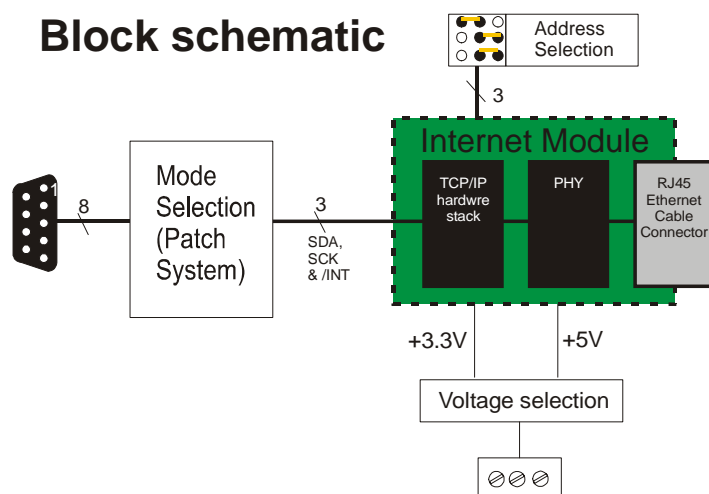 Block schematic
Address
Selection
3
Internet Module
1
8
Mode
Selection
(Patch
System)
3
SDA,
SCK
& /INT
TCP/IP
hardwre
stack
PHY
RJ45
Ethernet
Cable
Connector
+3.3V
+5V
Voltage selection